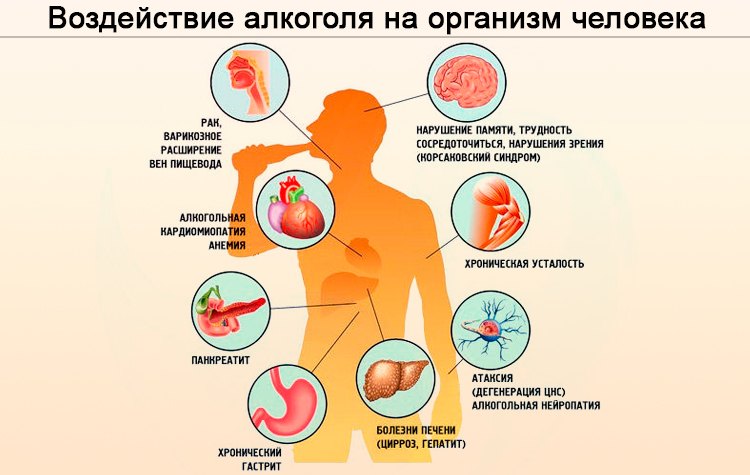 Воздействие алкоголя на организм человека
РАК,
ВАРИКОЗНОЕ
РАСШИРЕНИЕ
ВЕН ПИЩЕВОДА
НАРУШЕНИЕ ПАМЯТИ, ТРУДНОСТЬ
СОСРЕДОТОЧИТЬСЯ, НАРУШЕНИЯ ЗРЕНИЯ
(КОРСАКОВСКИЙ СИНДРОМ)
АЛКОГОЛЬНАЯ
КАРДИОМИОПАТИЯ
АНЕМИЯ
ХРОНИЧЕСКАЯ УСТАЛОСТЬ
ПАНКРЕАТИТ
АТАКСИЯ
(ДЕГЕНЕРАЦИЯ ЦНС)
АЛКОГОЛЬНАЯ НЕЙРОПАТИЯ
БОЛЕЗНИ ПЕЧЕНИ
(ЦИРРОЗ, ГЕПАТИТ)
ХРОНИЧЕСКИЙ
ГАСТРИТ